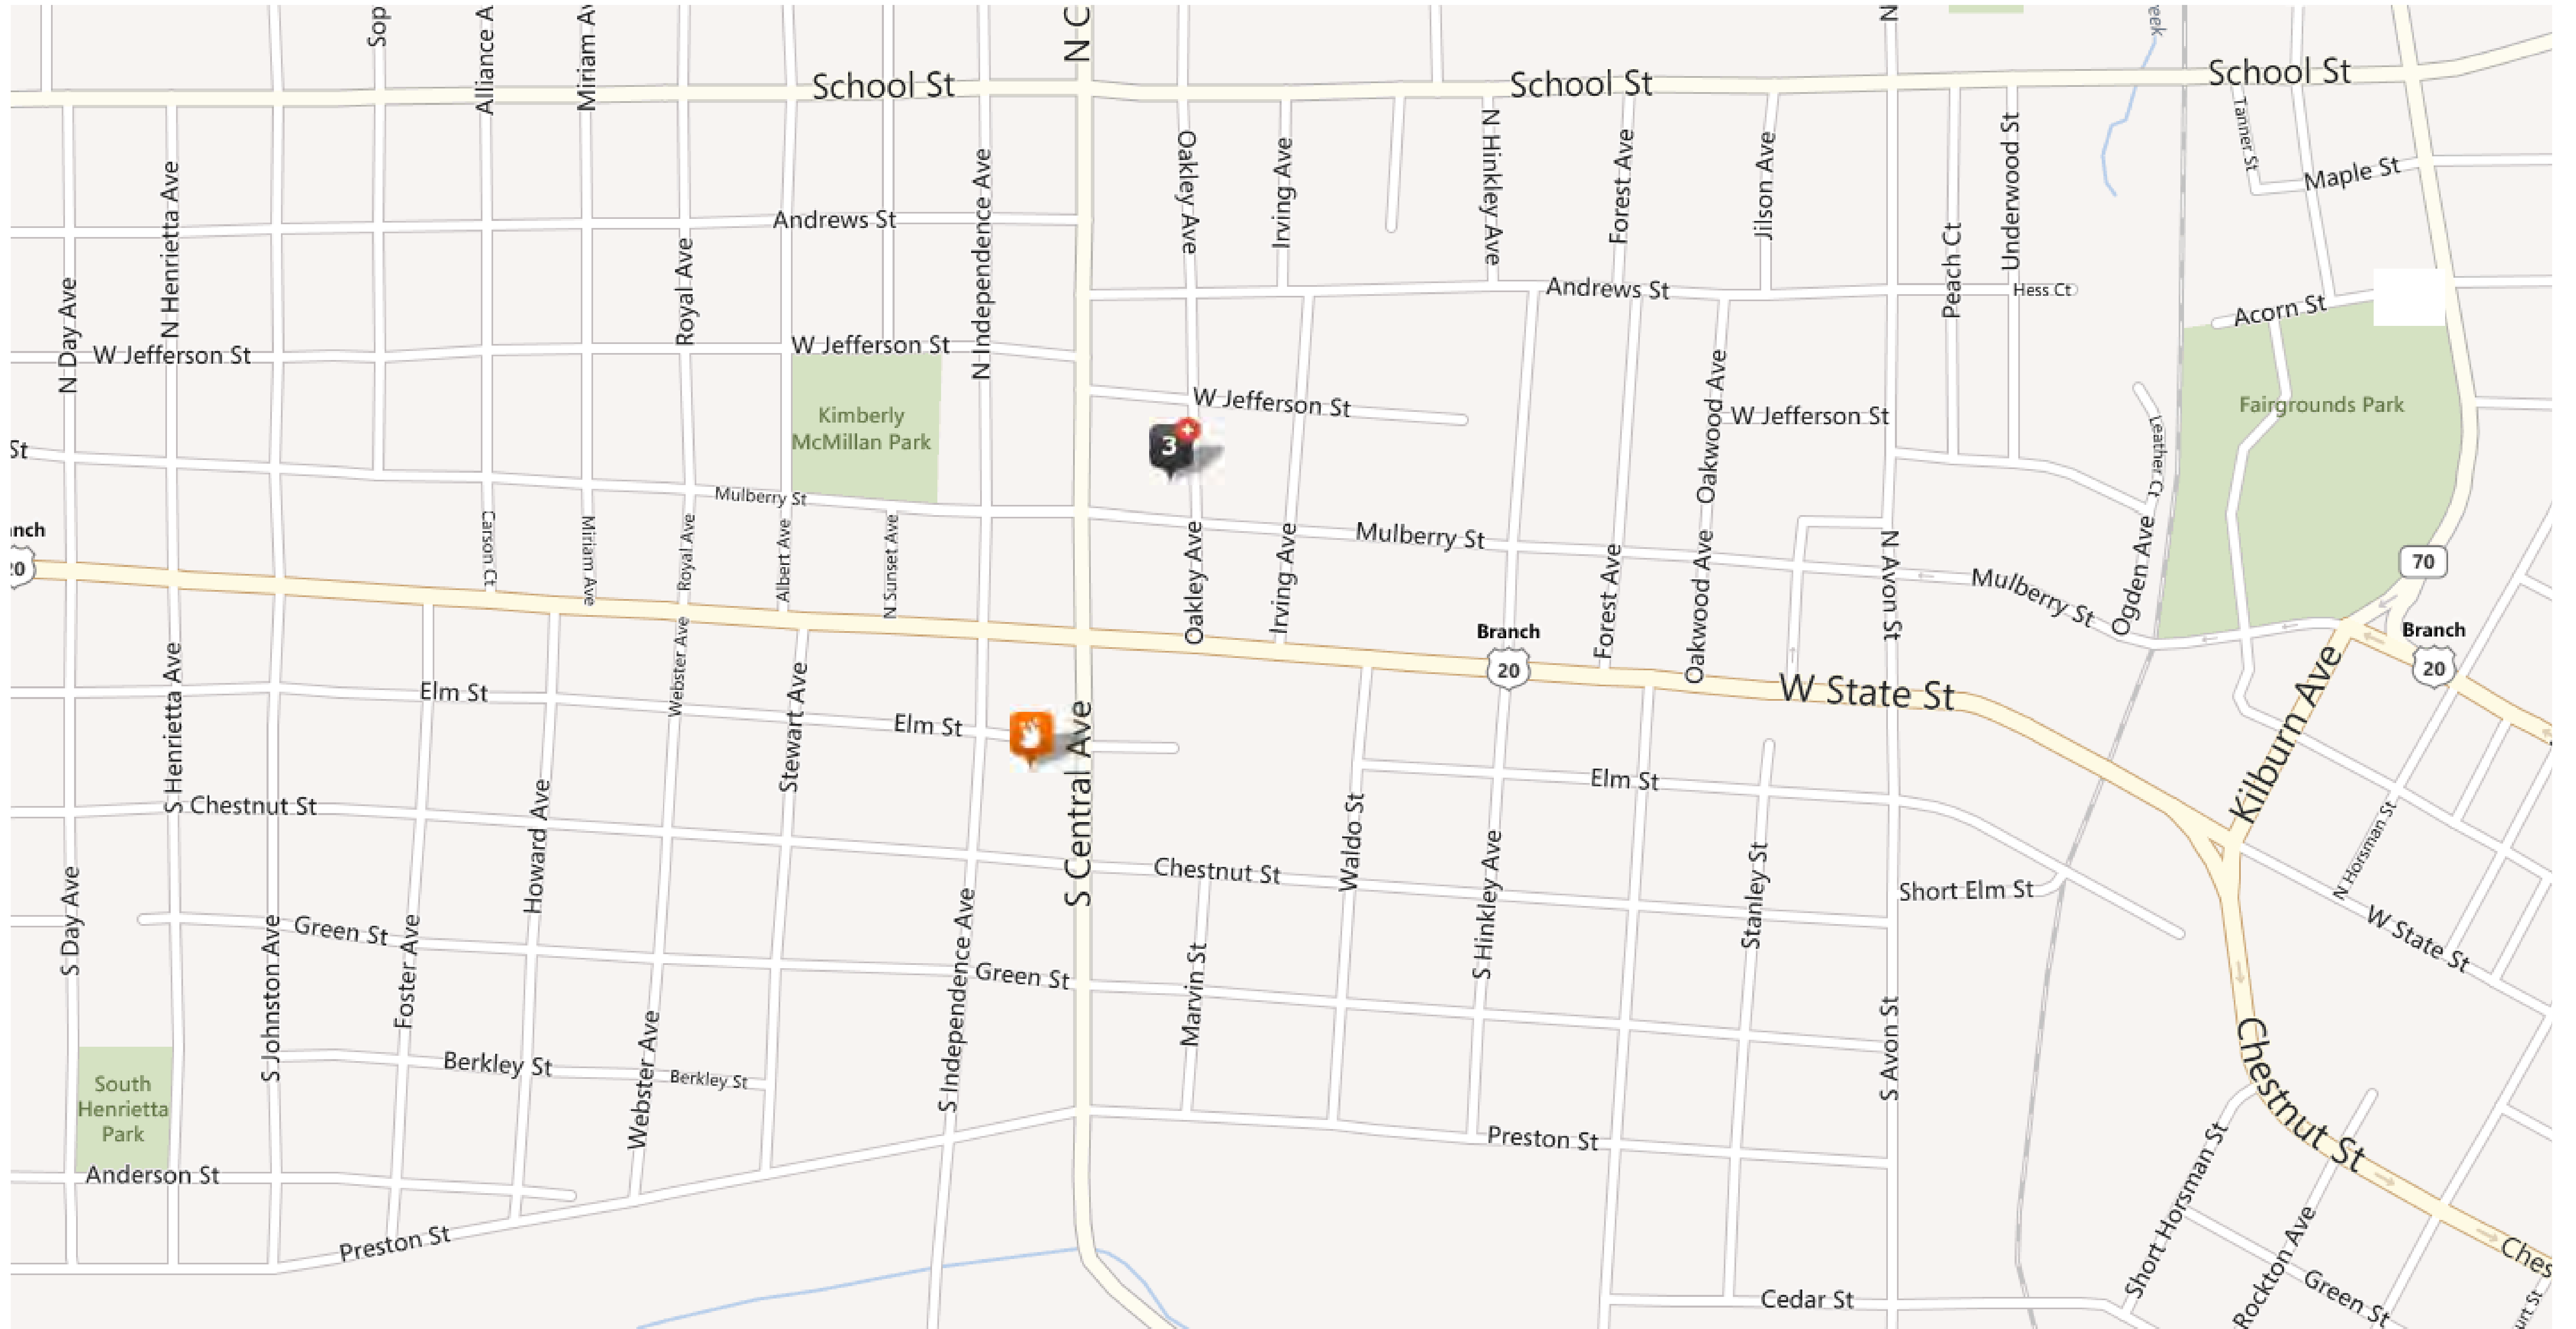 Sop
Alliance A
Miriam Av
N C
N
eek
School St
School St
School St
N Day Ave
N Henrietta Ave
Royal Ave
Andrews St
N Independence Ave
Oakley Ave
Irving Ave
N Hinkley Ave
Forest Ave
Jilson Ave
Peach Ct
Underwood St
Tanner St
Maple St
Andrews St
Hess Ct
Acorn St
W Jefferson St
W Jefferson St
W Jefferson St
W Jefferson St
Oakwood Ave
Fairgrounds Park
Kimberly
McMillan Park
3
St
Leather Ct
Mulberry St
Mulberry St
Mulberry St
anch
20
Carson Ct
Miriam Ave
Royal Ave
Albert Ave
N Sunset Ave
Oakley Ave
Irving Ave
Forest Ave
Oakwood Ave
N Avon St
Ogden Ave
70
Branch
20
Branch
20
S Henrietta Ave
Webster Ave
Stewart Ave
Elm St
Elm St
Elm St
W State St
Kilburn Ave
S Central Ave
S Chestnut St
Howard Ave
Chestnut St
Waldo St
S Hinkley Ave
Stanley St
Short Elm St
N Horsman St
W State St
S Day Ave
Green St
S Johnston Ave
Foster Ave
S Independence Ave
Green St
Marvin St
S Avon St
Chestnut St
Berkley St
Berkley St
Webster Ave
South
Henrietta
Park
Anderson St
Preston St
Preston St
Short Horsman St
Rockton Ave
Green St
Ches
Cedar St
urt St